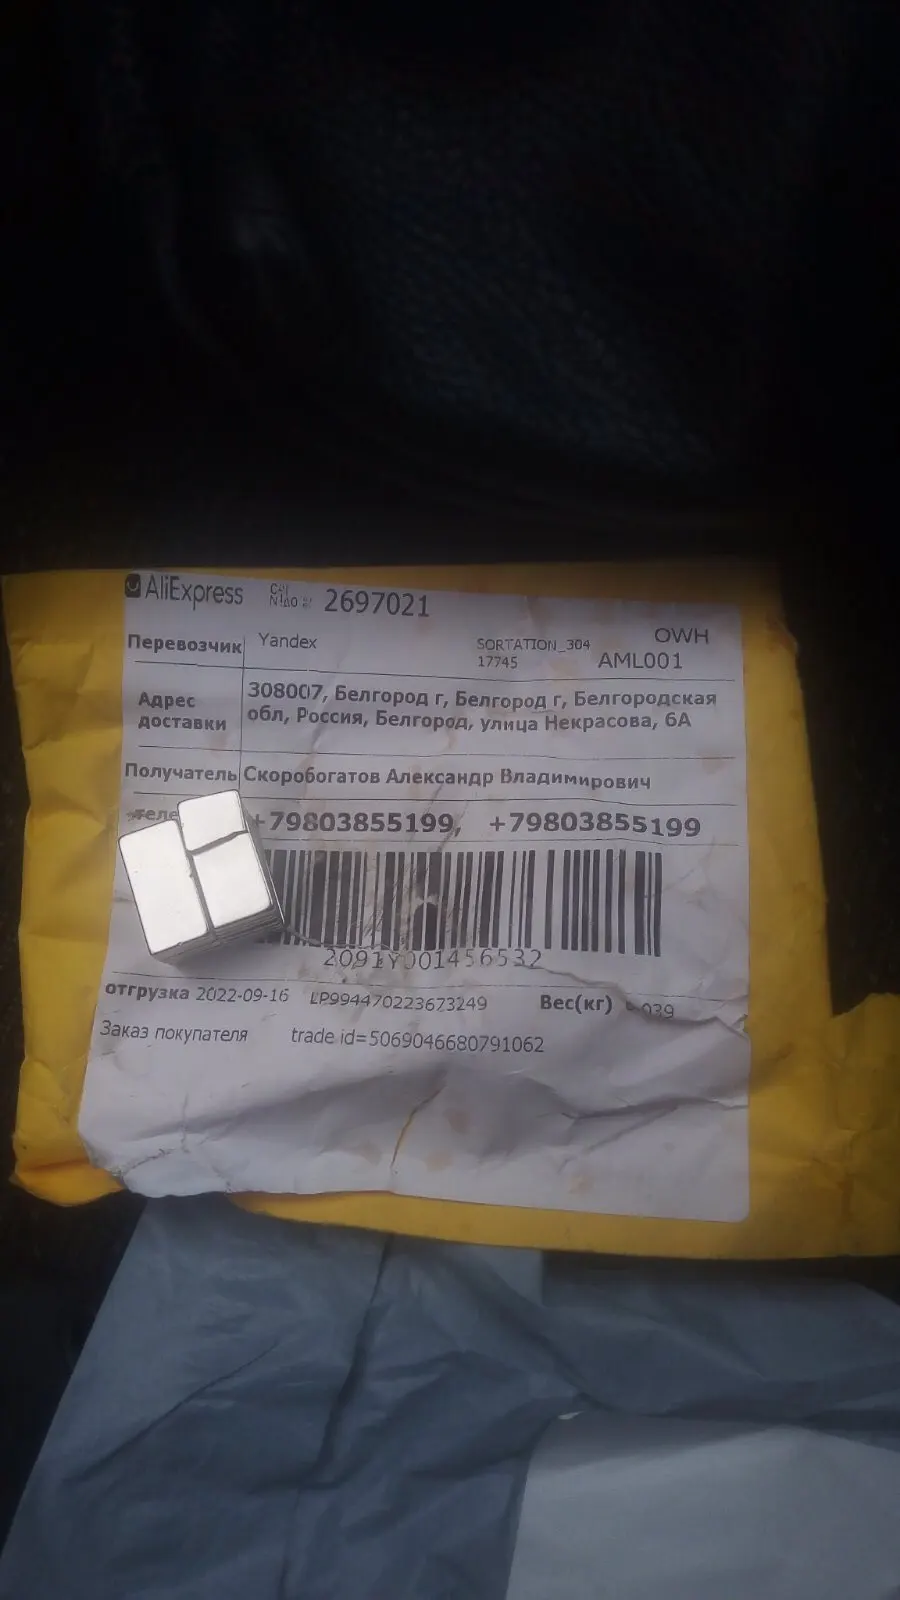 AliExpress 2697021
Перевозчик Yandex SORTATION_304 OWH
17745 AML001
Адрес доставки 308007, Белгород г, Белгород г, Белгородская
обл, Россия, Белгород, улица Некрасова, 6А
Получатель Скоробогатов Александр Владимирович
+79803855199, +79803855199
2091Y001456532
отгрузка 2022-09-16 LP994470223673249 Вес(кг)
Заказ покупателя trade id=5069046680791062